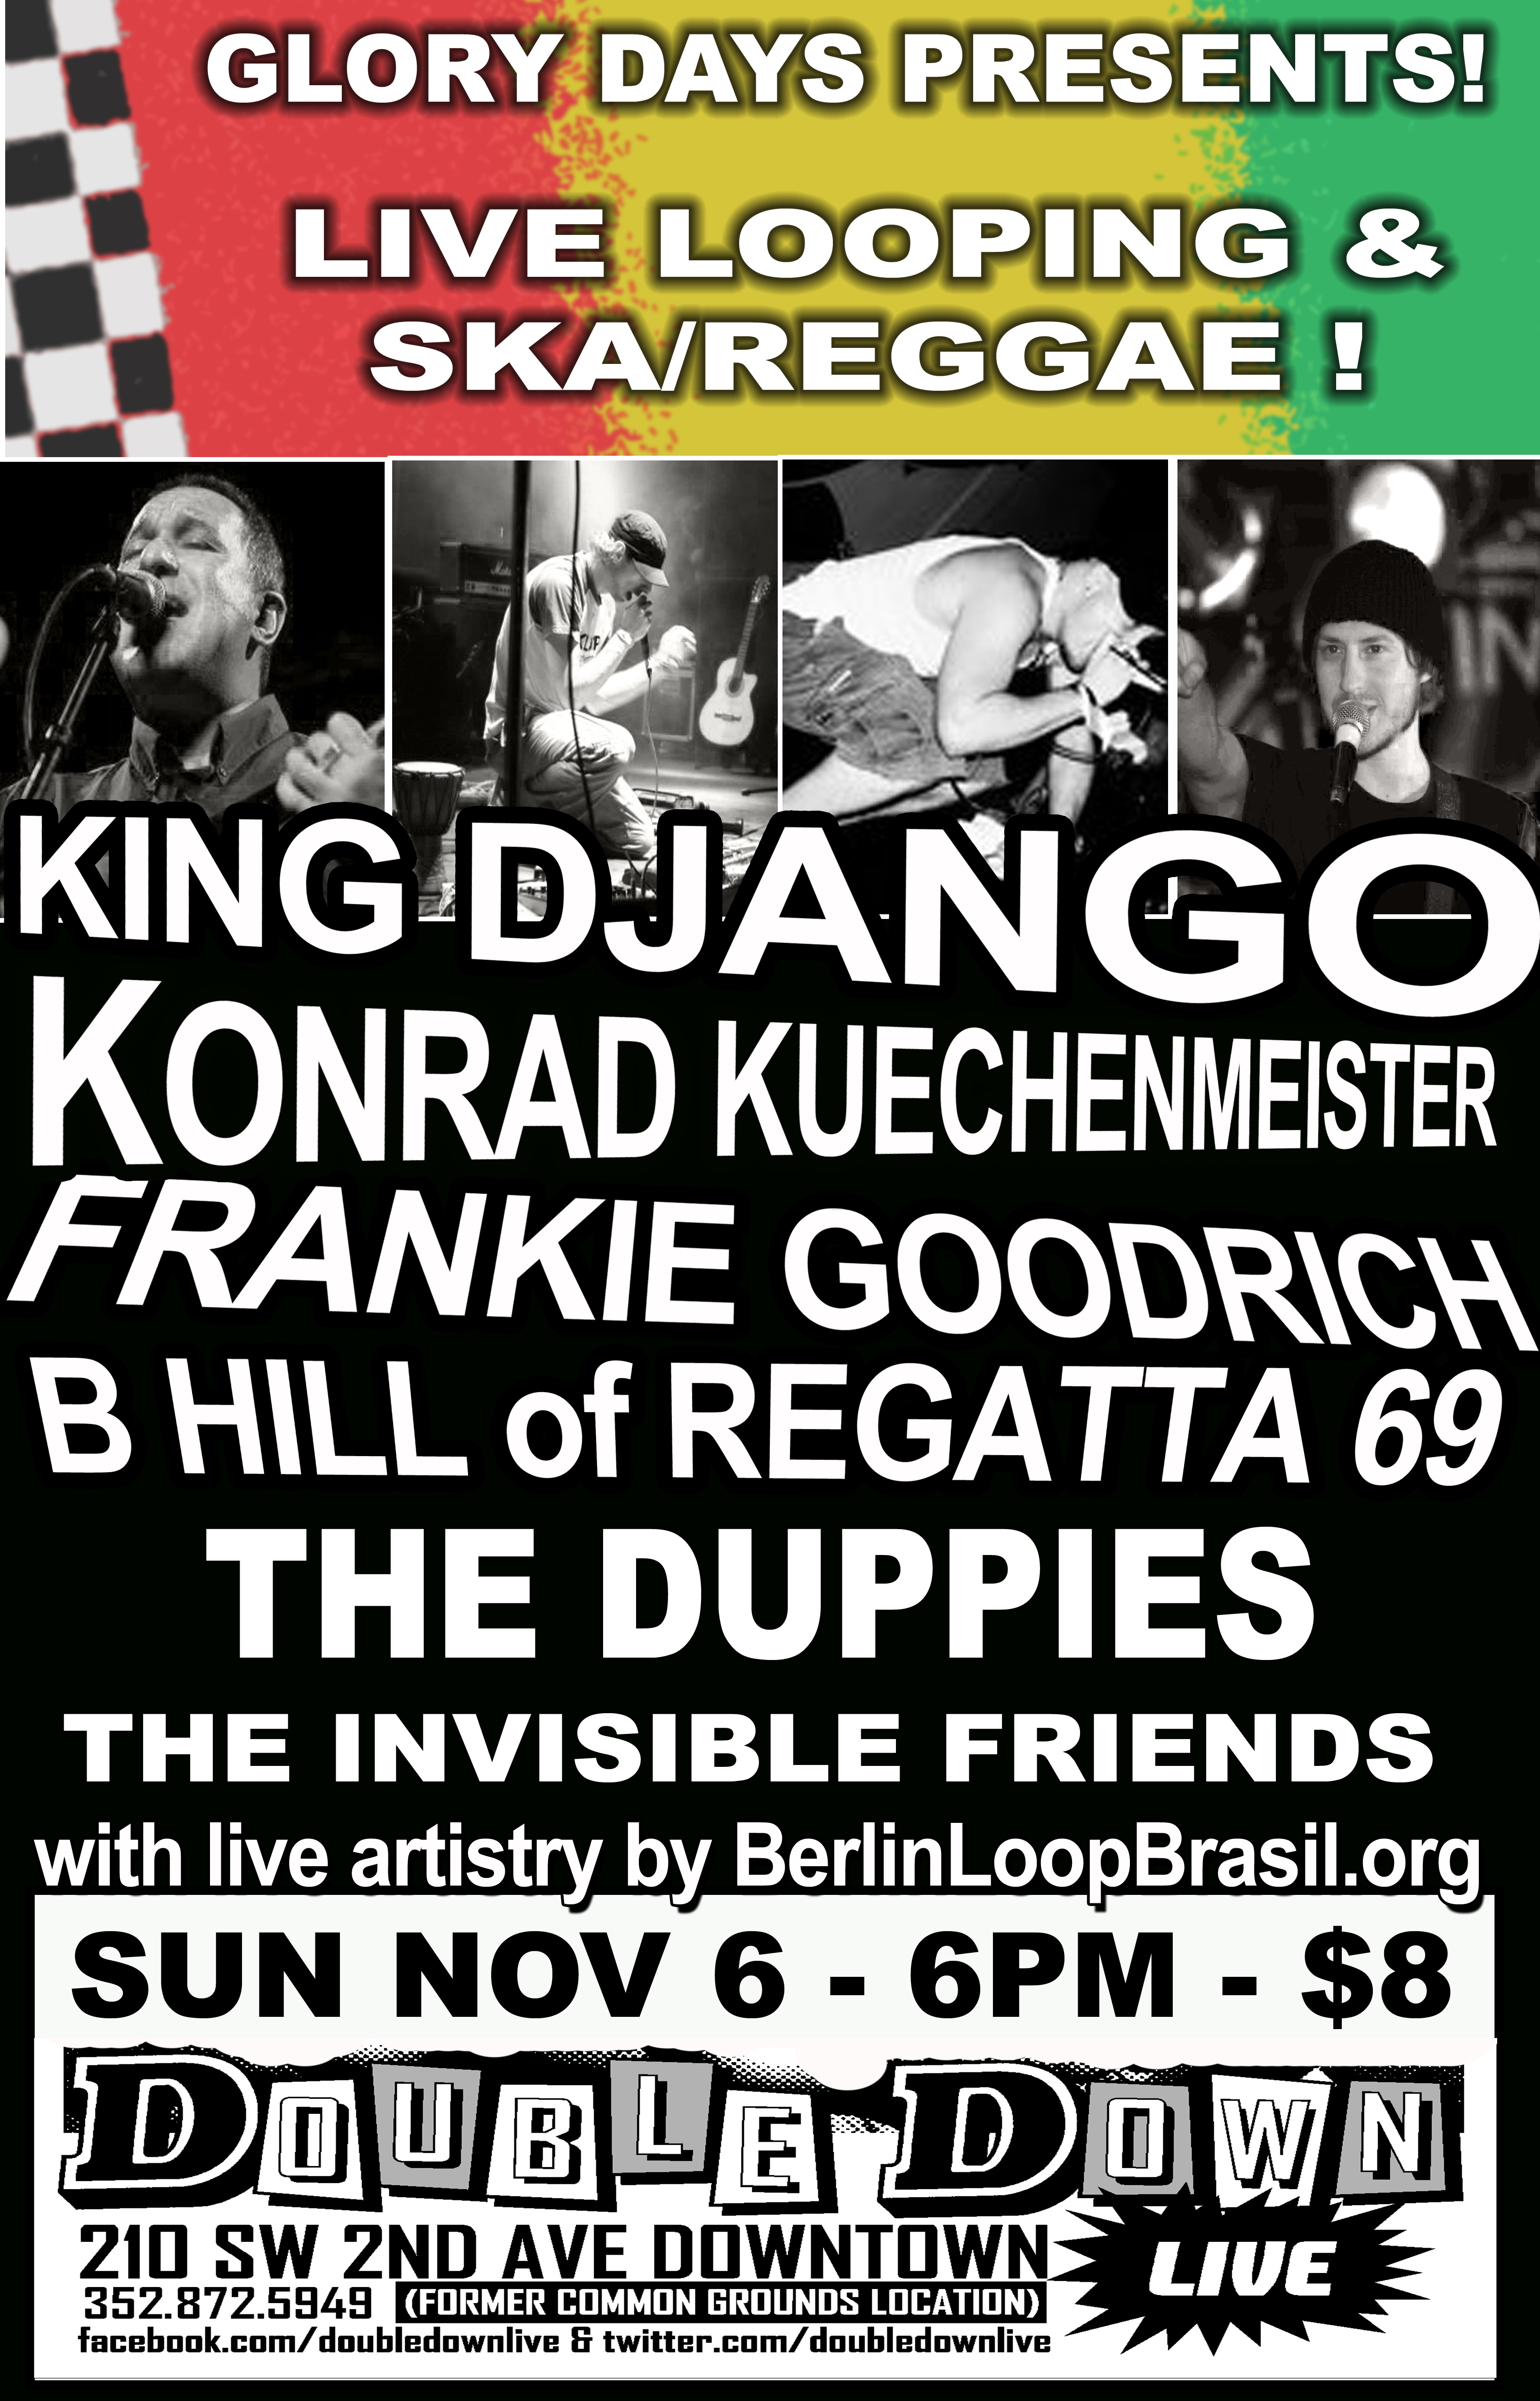 GLORY DAYS PRESENTS!
LIVE LOOPING &
SKA/REGGAE !
KING DJANGO
KONRAD KUECHENMEISTER
FRANKIE GOODRICH
B HILL of REGATTA 69
THE DUPPIES
THE INVISIBLE FRIENDS
with live artistry by BerlinLoopBrasil.org
SUN NOV 6 - 6PM - $8
DOUBLE DOWN
210 SW 2ND AVE DOWNTOWN
LIVE
352.872.5949 (FORMER COMMON GROUNDS LOCATION)
facebook.com/doubledownlive & twitter.com/doubledownlive